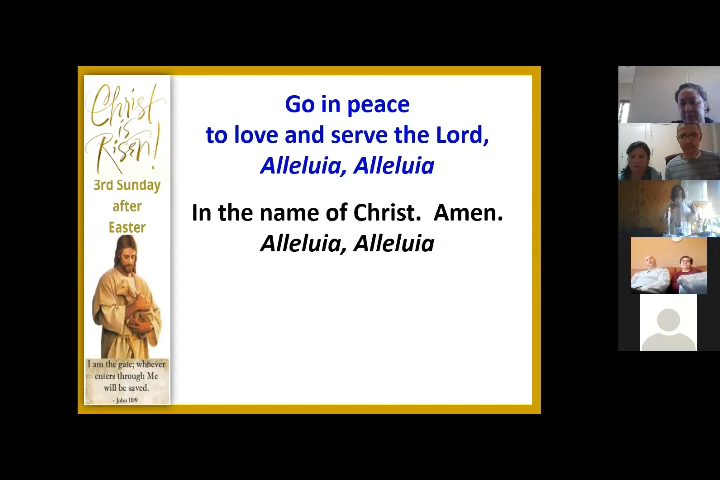 Christ
is
Risen!
3rd Sunday
after
Easter
I am the gate; whoever
enters through Me
will be saved.
- John 10:9
Go in peace
to love and serve the Lord,
Alleluia, Alleluia
In the name of Christ.  Amen.
Alleluia, Alleluia